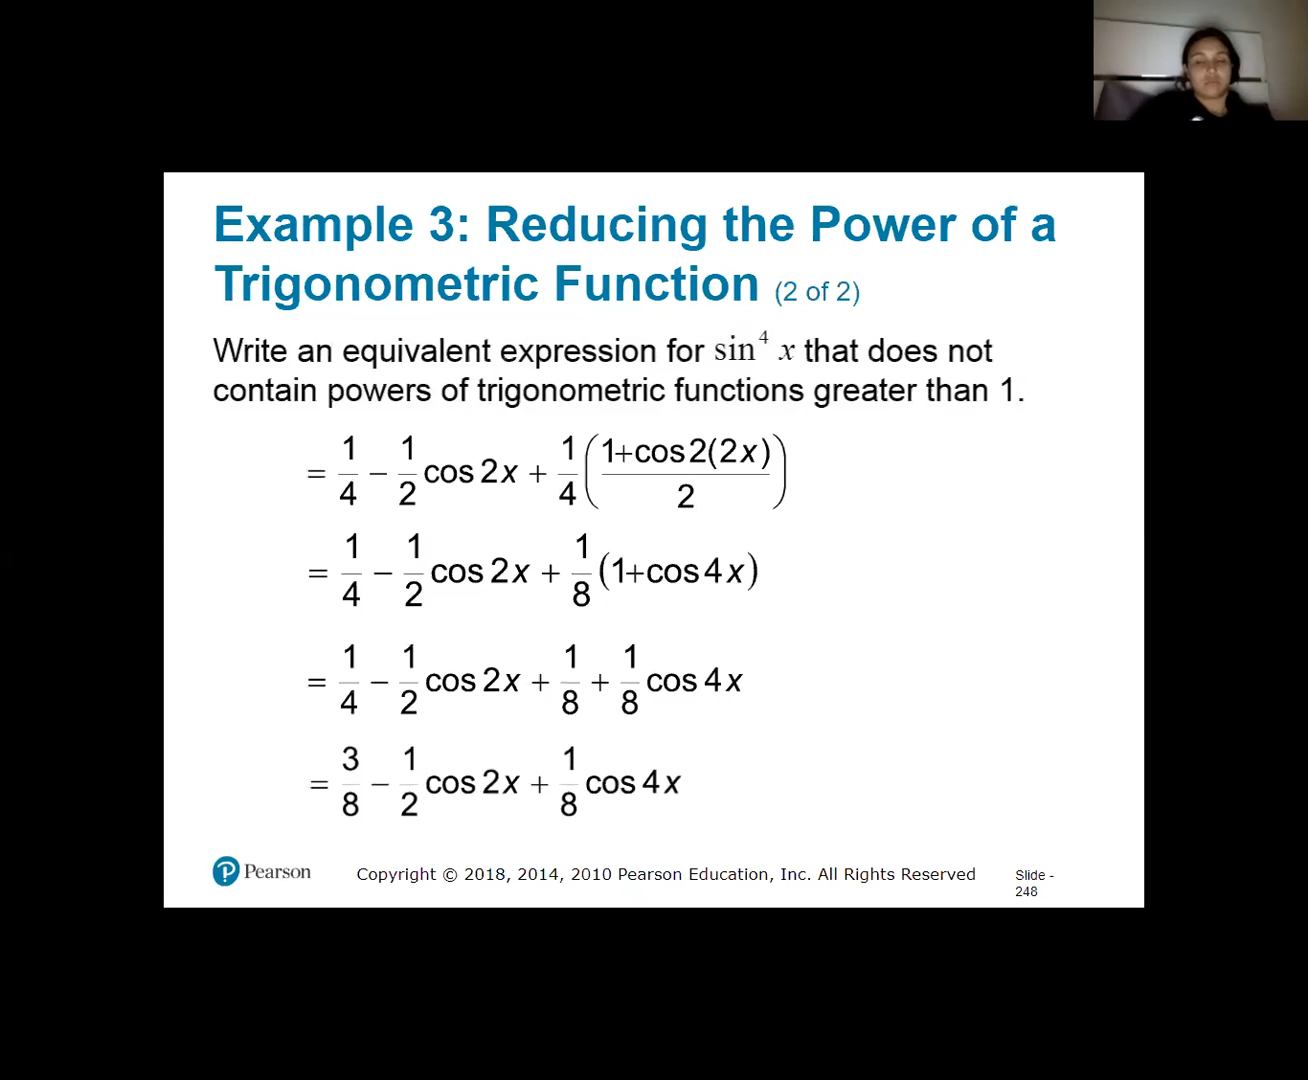 Example 3: Reducing the Power of a
Trigonometric Function (2 of 2)
Write an equivalent expression for sin⁴ x that does not
contain powers of trigonometric functions greater than 1.
= 1/4 − 1/2 cos 2x + 1/4 ( (1+cos 2(2x))/2 )
= 1/4 − 1/2 cos 2x + 1/8 (1+cos 4x)
= 1/4 − 1/2 cos 2x + 1/8 + 1/8 cos 4x
= 3/8 − 1/2 cos 2x + 1/8 cos 4x
P Pearson
Copyright © 2018, 2014, 2010 Pearson Education, Inc. All Rights Reserved
Slide -
248